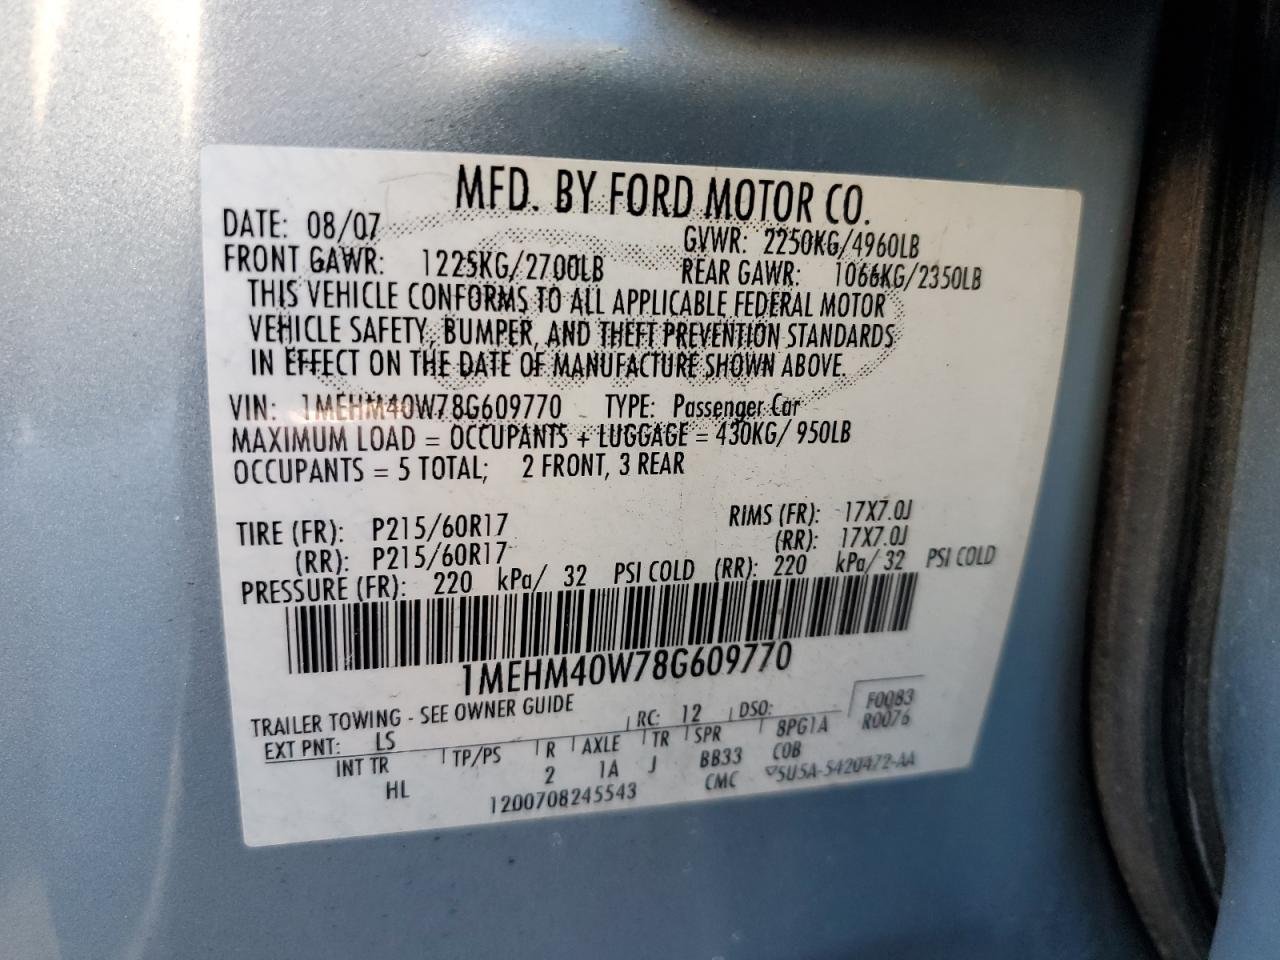 MFD. BY FORD MOTOR CO.
DATE: 08/07 GVWR: 2250KG/4960LB
FRONT GAWR: 1225KG/2700LB REAR GAWR: 1066KG/2350LB
THIS VEHICLE CONFORMS TO ALL APPLICABLE FEDERAL MOTOR
VEHICLE SAFETY, BUMPER, AND THEFT PREVENTION STANDARDS
IN EFFECT ON THE DATE OF MANUFACTURE SHOWN ABOVE.
VIN: 1MEHM40W78G609770 TYPE: Passenger Car
MAXIMUM LOAD = OCCUPANTS + LUGGAGE = 430KG/ 950LB
OCCUPANTS = 5 TOTAL; 2 FRONT, 3 REAR
TIRE (FR): P215/60R17 RIMS (FR): 17X7.0J
(RR): P215/60R17 (RR): 17X7.0J
PRESSURE (FR): 220 kPa/ 32 PSI COLD (RR): 220 kPa/ 32 PSI COLD
1MEHM40W78G609770
TRAILER TOWING - SEE OWNER GUIDE
EXT PNT: LS RC: 12 DSO: F0083
R0076
INT TR TP/PS R AXLE TR SPR 8PG1A
HL 2 1A J BB33 COB
1200708245543 CMC ▽5U5A-5420472-AA